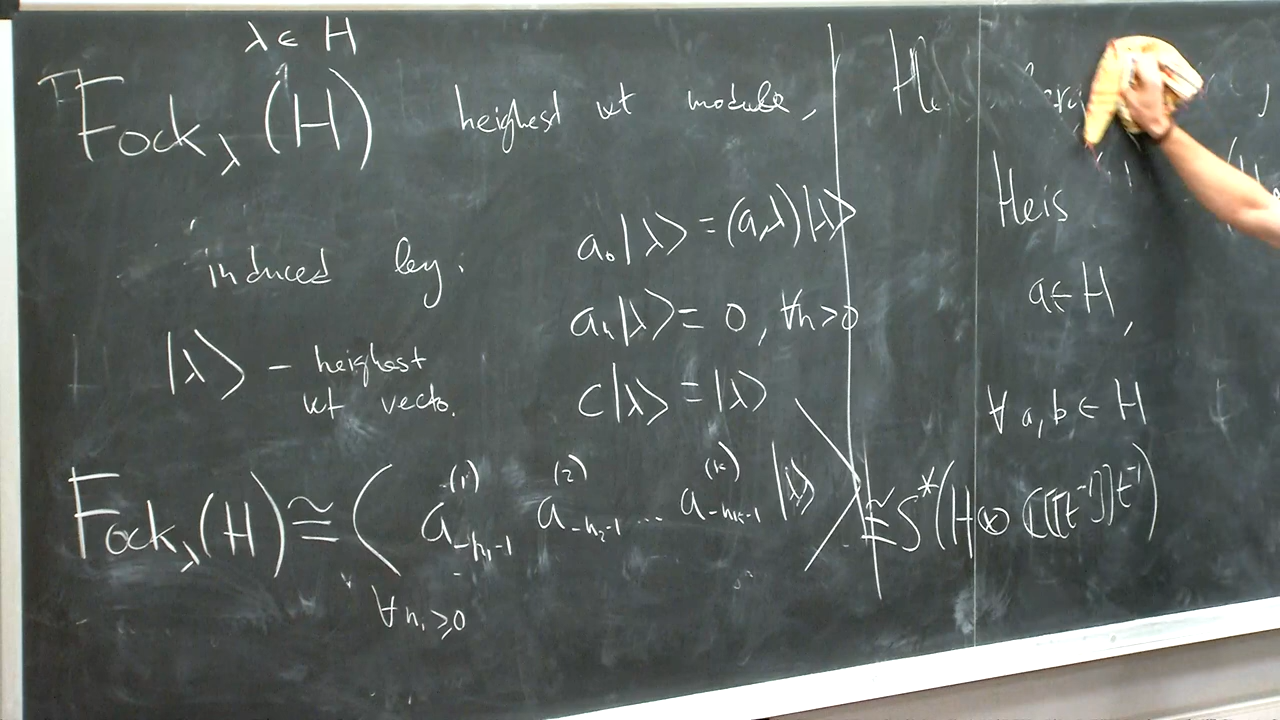 λ ∈ H
Fock_λ (H) heighest wt module,
induced by.
a_0|λ> = (a,λ)|λ>
a_n|λ> = 0, ∀n>0
|λ> – heighest
wt vecto.
c|λ> = |λ>
Fock_λ(H) ≅ < a^{(1)}_{-n_1-1} a^{(2)}_{-n_2-1} ... a^{(k)}_{-n_k-1} |λ> > ≅ S^*(H⊗ C[[t^{-1}]]t^{-1})
∀ n_i ≥ 0
Heis
a ∈ H,
∀ a, b ∈ H